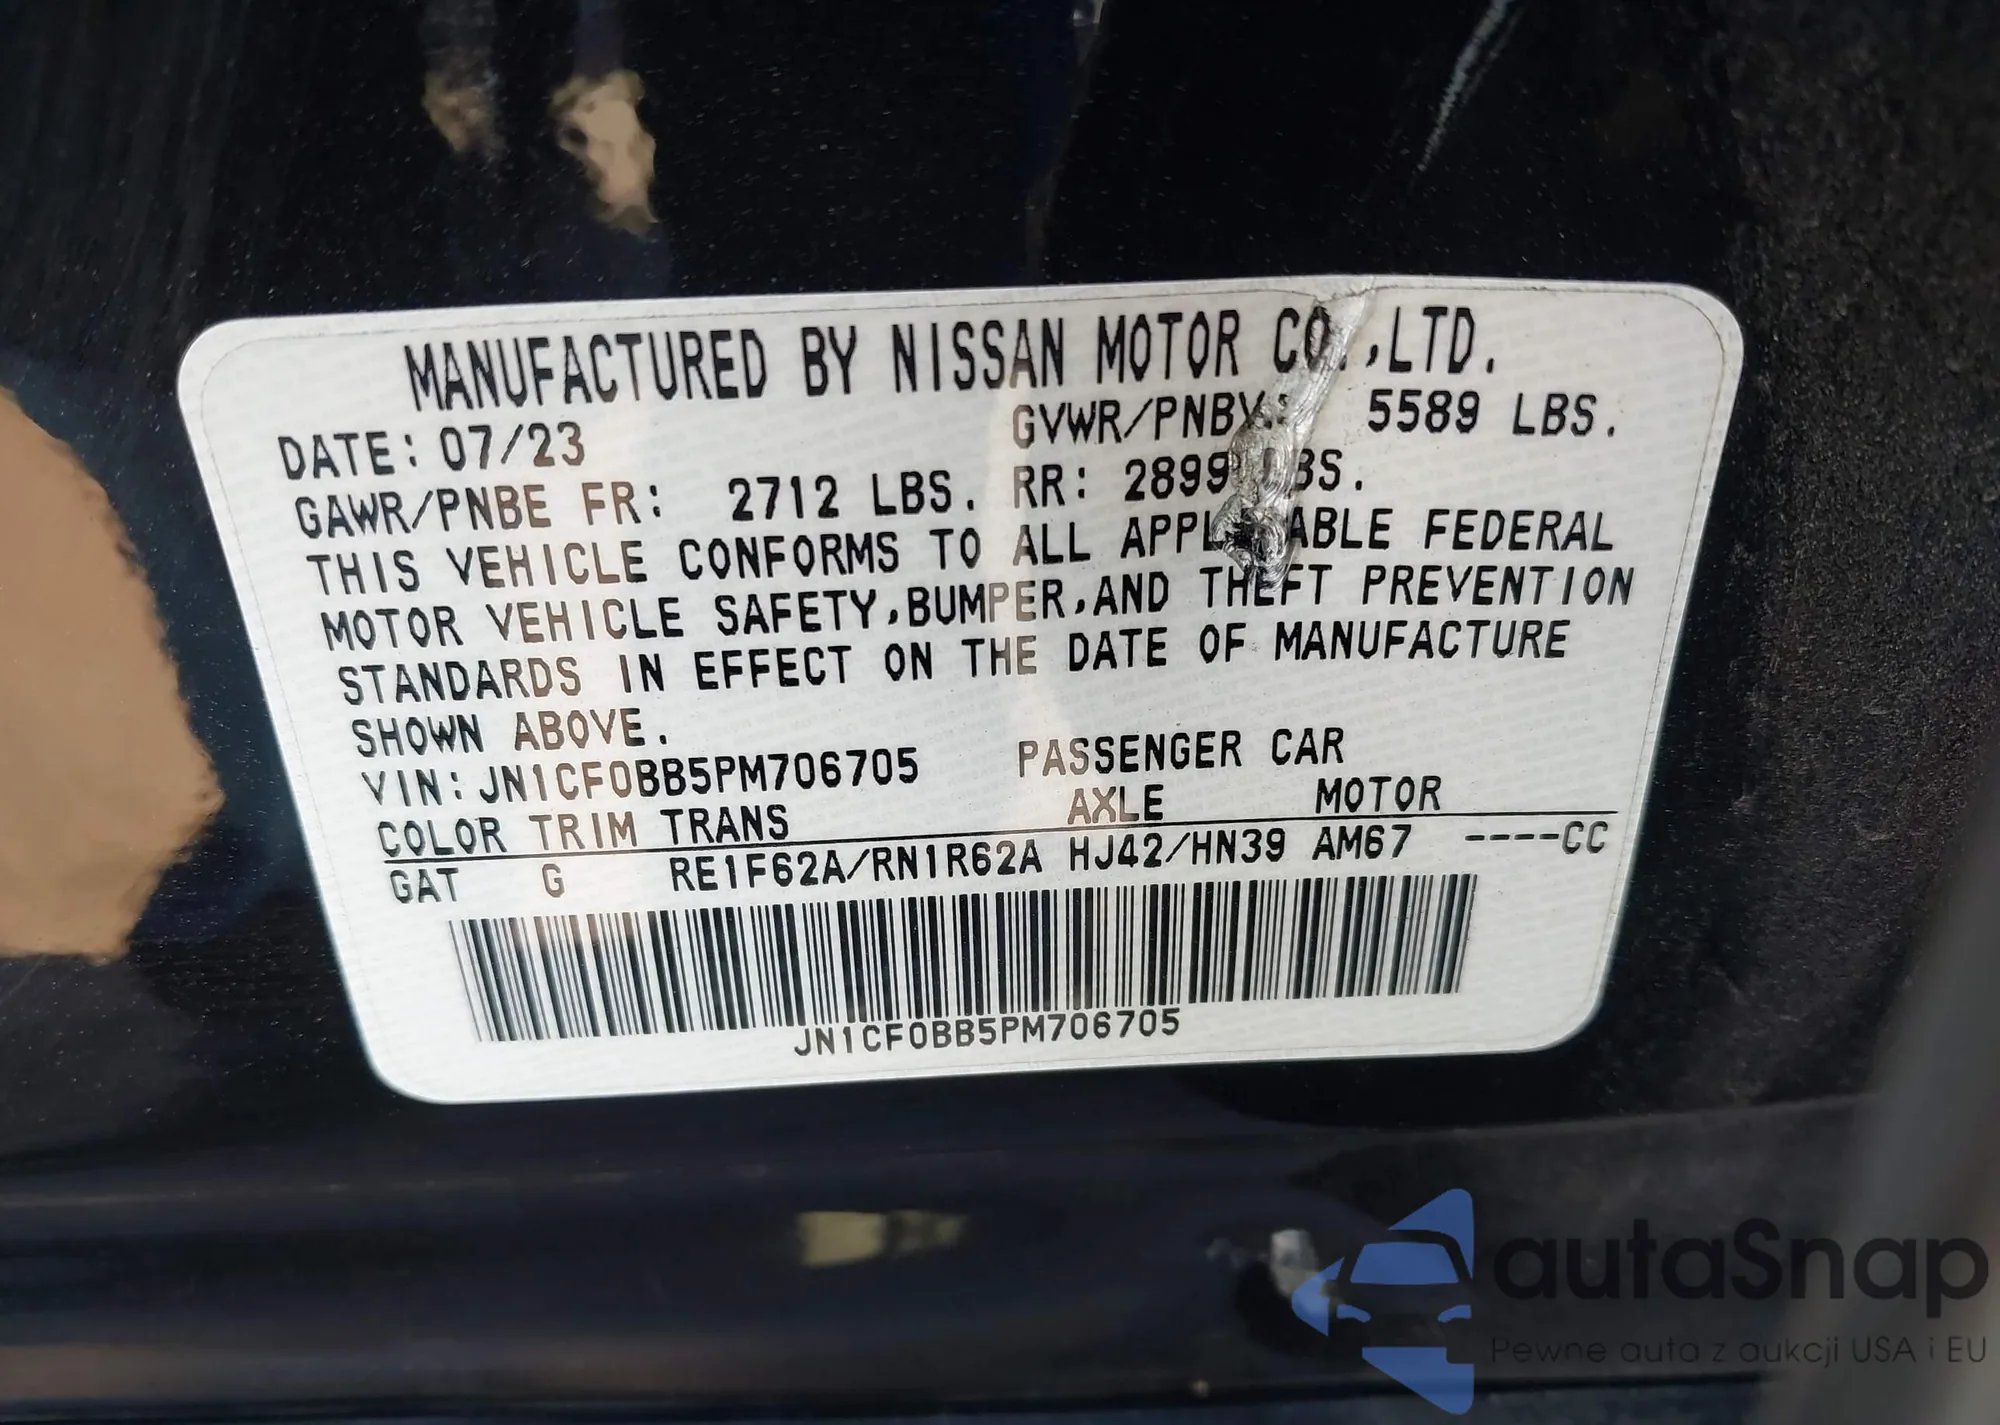 MANUFACTURED BY NISSAN MOTOR CO.,LTD.
DATE: 07/23 GVWR/PNBV: 5589 LBS.
GAWR/PNBE FR: 2712 LBS. RR: 2899 LBS.
THIS VEHICLE CONFORMS TO ALL APPLICABLE FEDERAL
MOTOR VEHICLE SAFETY,BUMPER,AND THEFT PREVENTION
STANDARDS IN EFFECT ON THE DATE OF MANUFACTURE
SHOWN ABOVE.
VIN: JN1CF0BB5PM706705 PASSENGER CAR
COLOR TRIM TRANS AXLE MOTOR
GAT G RE1F62A/RN1R62A HJ42/HN39 AM67 ----CC
JN1CF0BB5PM706705
autaSnap
Pewne auta z aukcji USA i EU